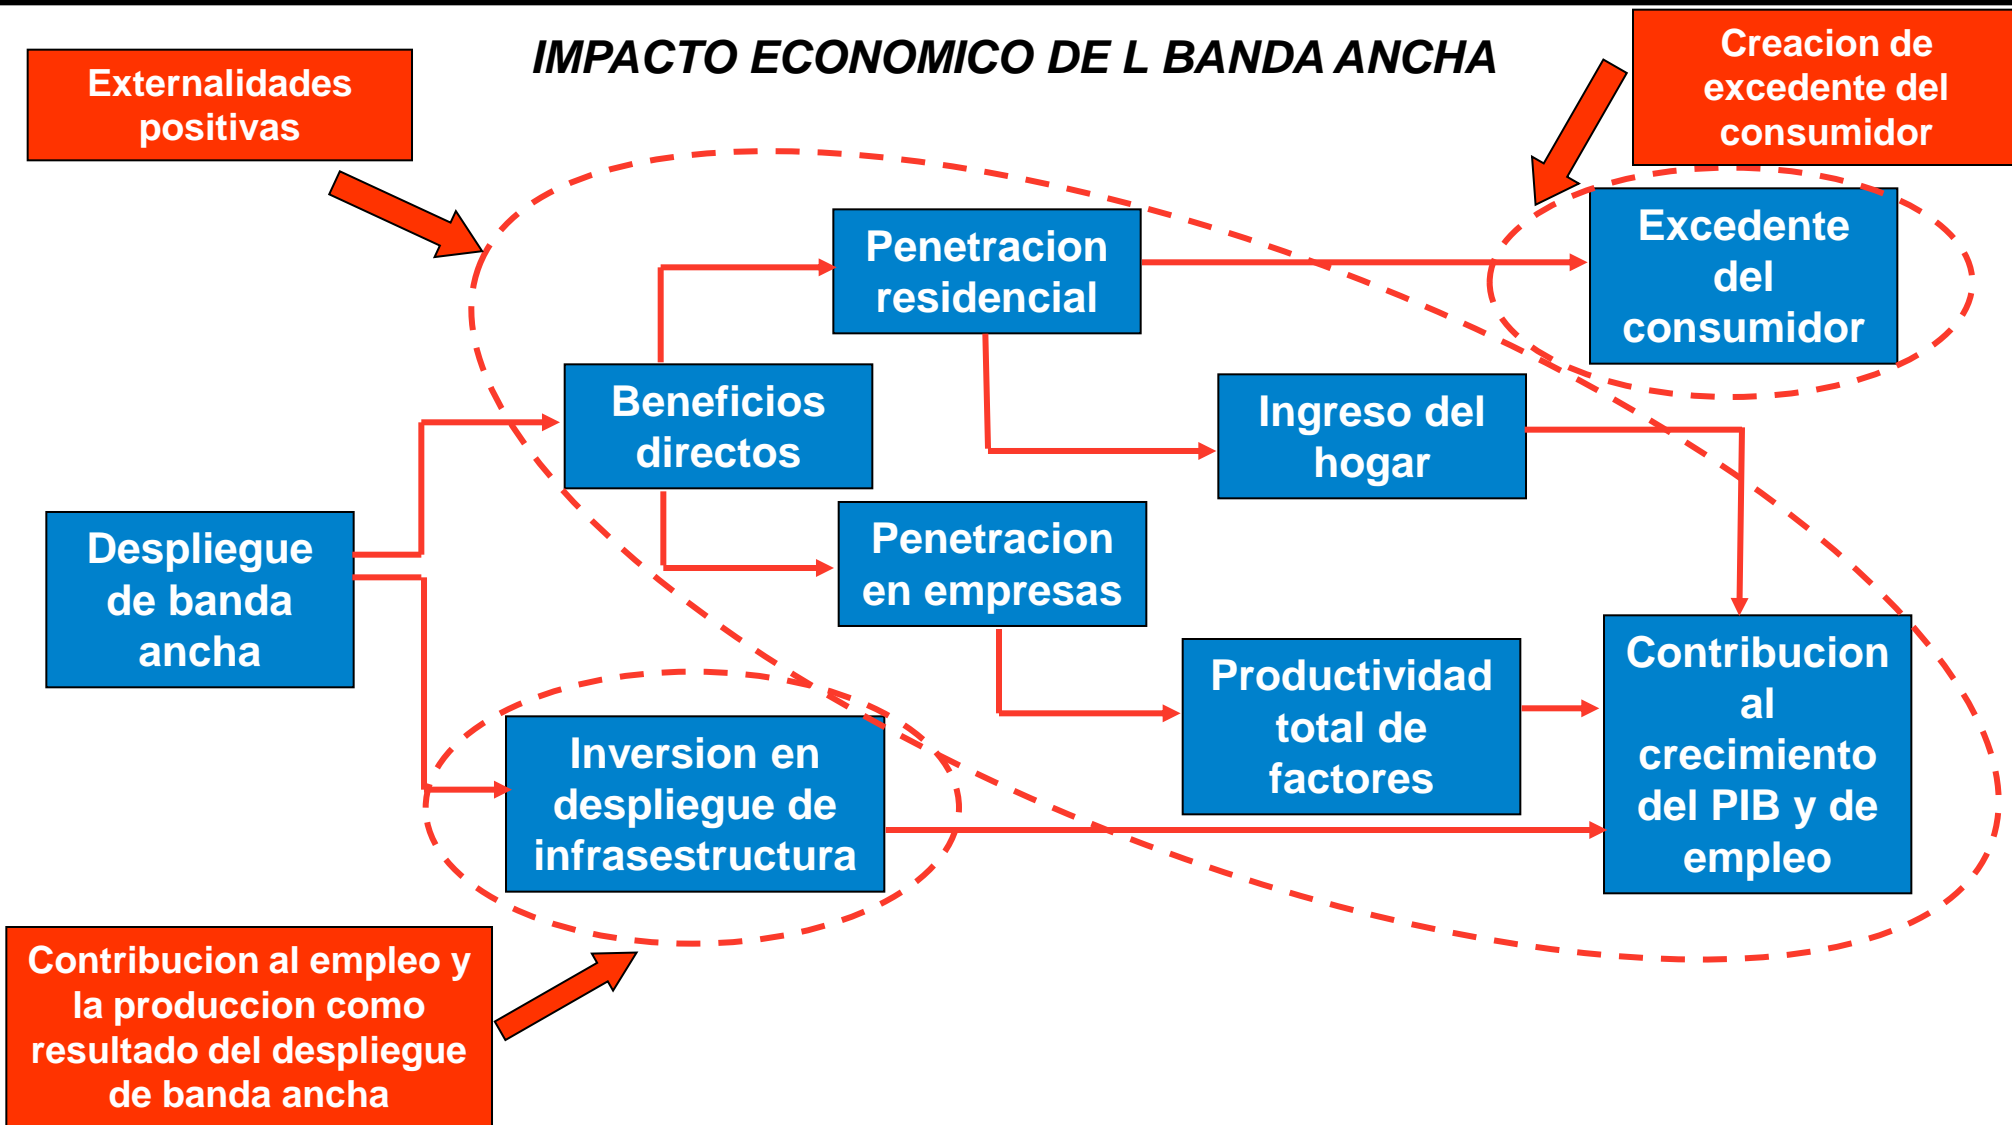 IMPACTO ECONOMICO DE L BANDA ANCHA
Externalidades
positivas
Creacion de
excedente del
consumidor
Penetracion
residencial
Excedente
del
consumidor
Beneficios
directos
Ingreso del
hogar
Despliegue
de banda
ancha
Penetracion
en empresas
Productividad
total de
factores
Contribucion
al
crecimiento
del PIB y de
empleo
Inversion en
despliegue de
infrasestructura
Contribucion al empleo y
la produccion como
resultado del despliegue
de banda ancha